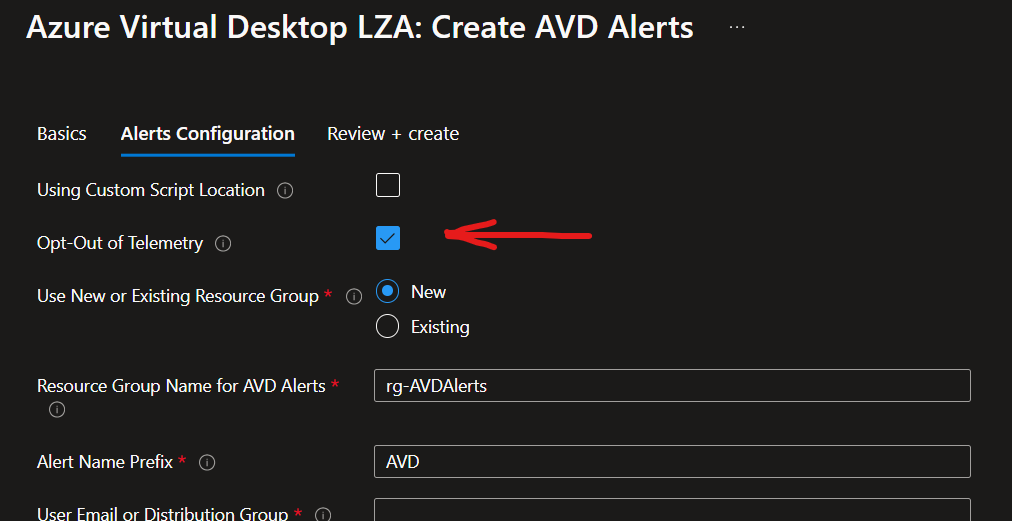 Azure Virtual Desktop LZA: Create AVD Alerts ...
Basics Alerts Configuration Review + create
Using Custom Script Location
Opt-Out of Telemetry
Use New or Existing Resource Group *
New
Existing
Resource Group Name for AVD Alerts *
rg-AVDAlerts
Alert Name Prefix *
AVD
User Email or Distribution Group *